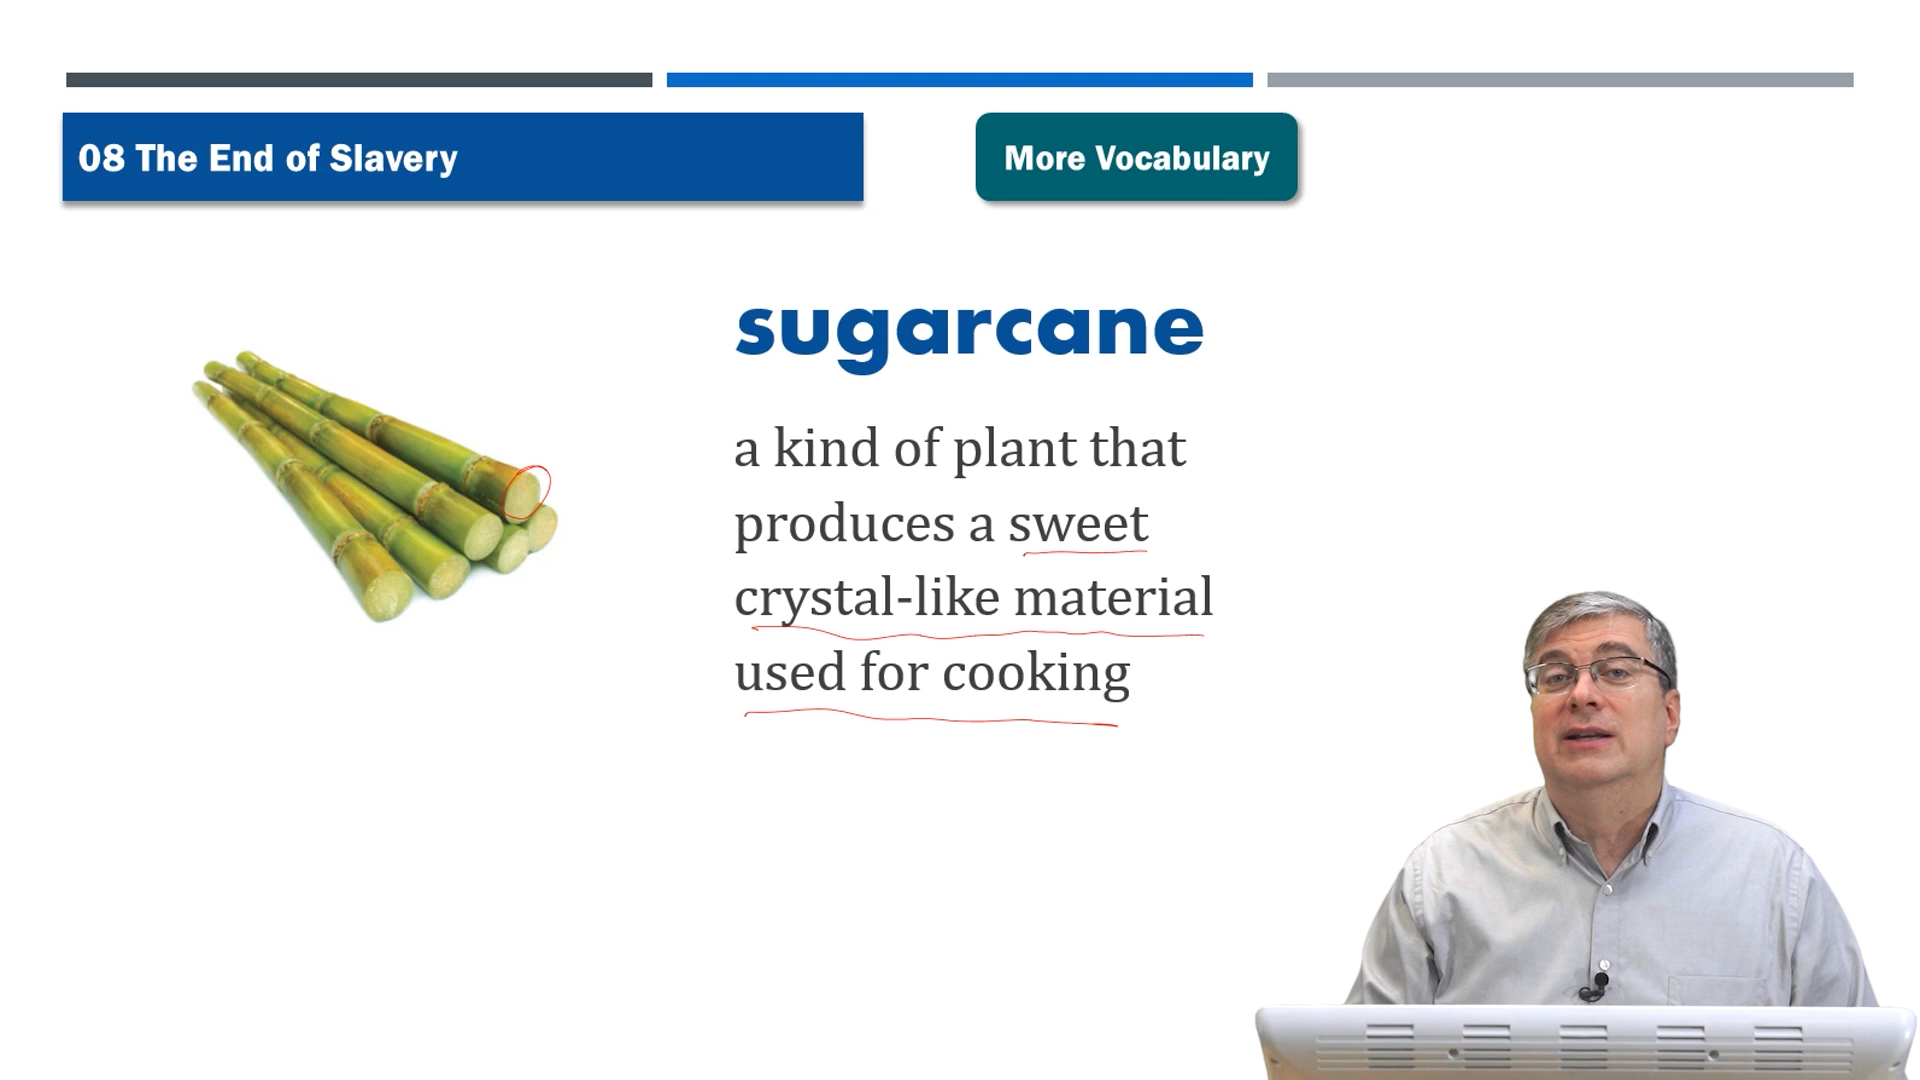 08 The End of Slavery
More Vocabulary
sugarcane
a kind of plant that
produces a sweet
crystal-like material
used for cooking